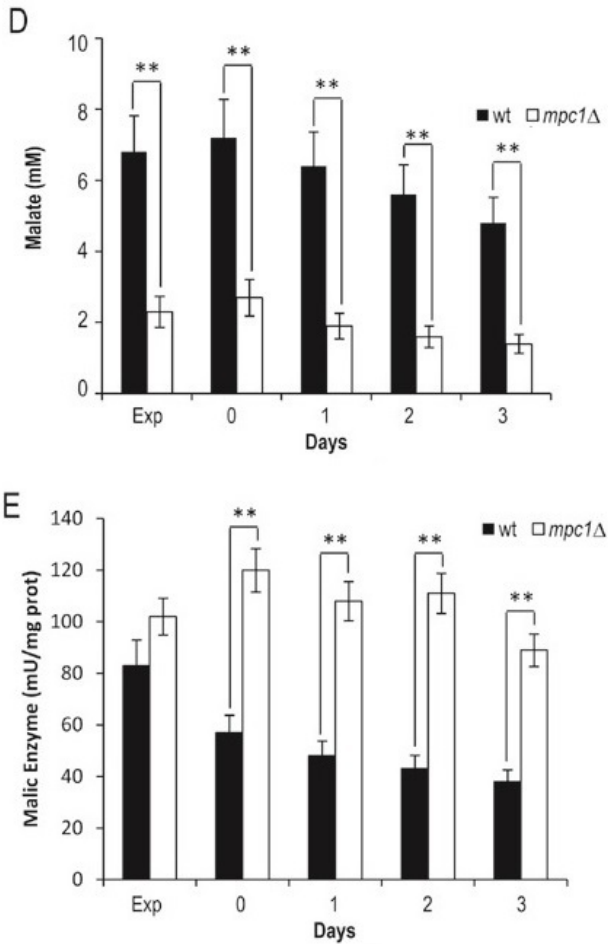 D
10
8
6
4
2
0
Malate (mM)
** ** ** ** **
wt mpc1Δ
Exp 0 1 2 3
Days
E
140
120
100
80
60
40
20
0
Malic Enzyme (mU/mg prot)
** ** ** **
wt mpc1Δ
Exp 0 1 2 3
Days